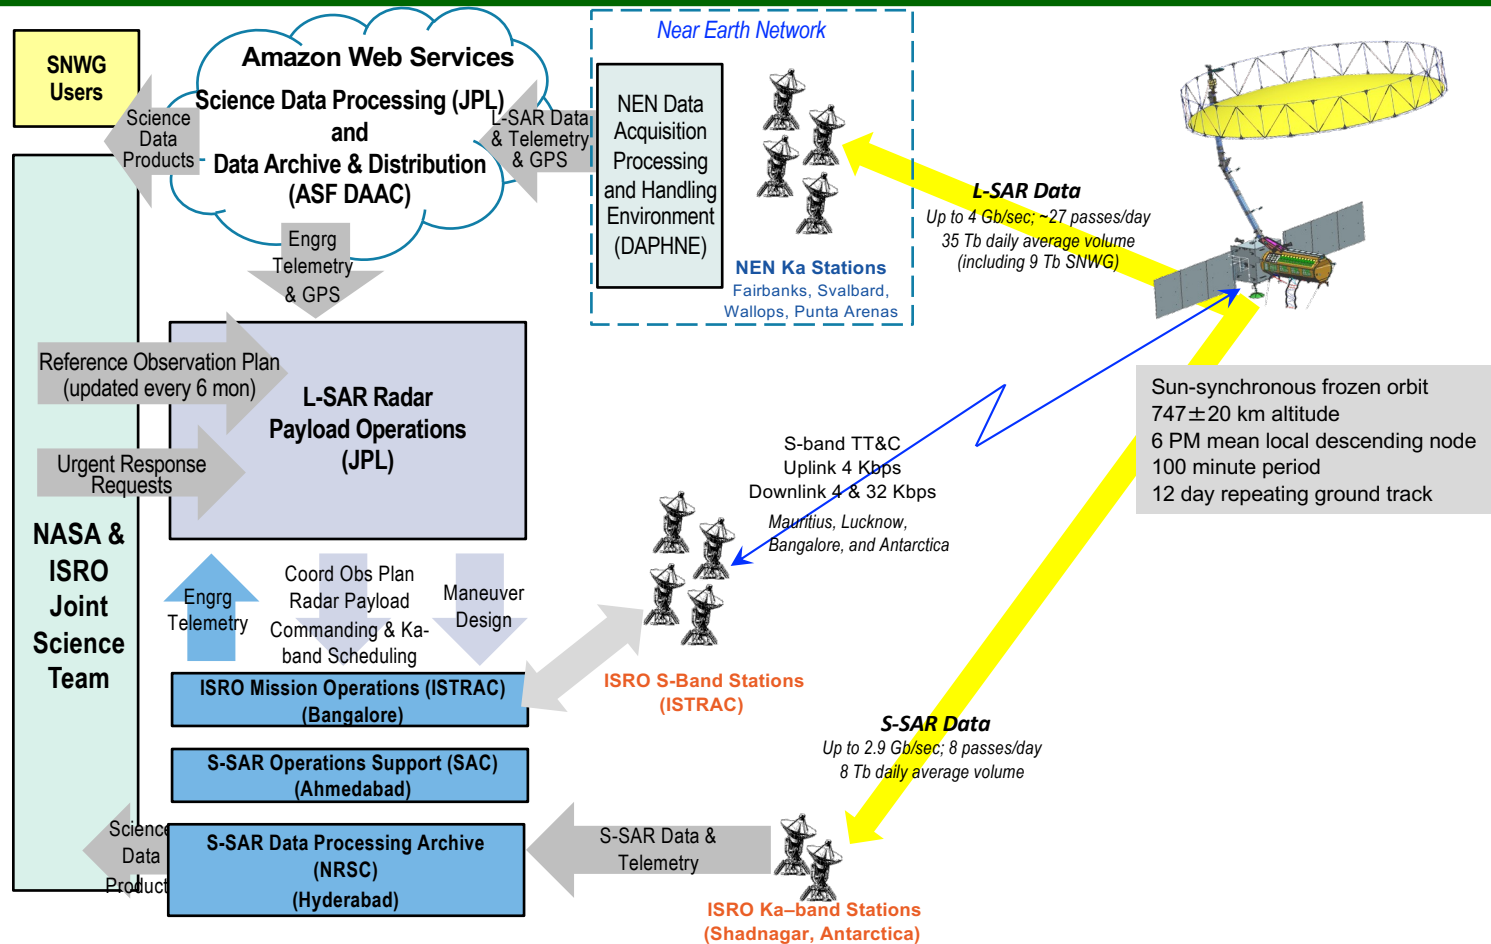 SNWG
Users
Amazon Web Services
Science Data Processing (JPL)
and
Data Archive & Distribution
(ASF DAAC)
Science
Data
Products
L-SAR Data
& Telemetry
& GPS
Near Earth Network
NEN Data
Acquisition
Processing
and Handling
Environment
(DAPHNE)
NEN Ka Stations
Fairbanks, Svalbard,
Wallops, Punta Arenas
L-SAR Data
Up to 4 Gb/sec; ~27 passes/day
35 Tb daily average volume
(including 9 Tb SNWG)
Engrg
Telemetry
& GPS
Reference Observation Plan
(updated every 6 mon)
Urgent Response
Requests
L-SAR Radar
Payload Operations
(JPL)
NASA &
ISRO
Joint
Science
Team
Sun-synchronous frozen orbit
747±20 km altitude
6 PM mean local descending node
100 minute period
12 day repeating ground track
S-band TT&C
Uplink 4 Kbps
Downlink 4 & 32 Kbps
Mauritius, Lucknow,
Bangalore, and Antarctica
Engrg
Telemetry
Coord Obs Plan
Radar Payload
Commanding & Ka-
band Scheduling
Maneuver
Design
ISRO S-Band Stations
(ISTRAC)
ISRO Mission Operations (ISTRAC)
(Bangalore)
S-SAR Operations Support (SAC)
(Ahmedabad)
S-SAR Data
Up to 2.9 Gb/sec; 8 passes/day
8 Tb daily average volume
Science
Data
Product
S-SAR Data Processing Archive
(NRSC)
(Hyderabad)
S-SAR Data &
Telemetry
ISRO Ka–band Stations
(Shadnagar, Antarctica)